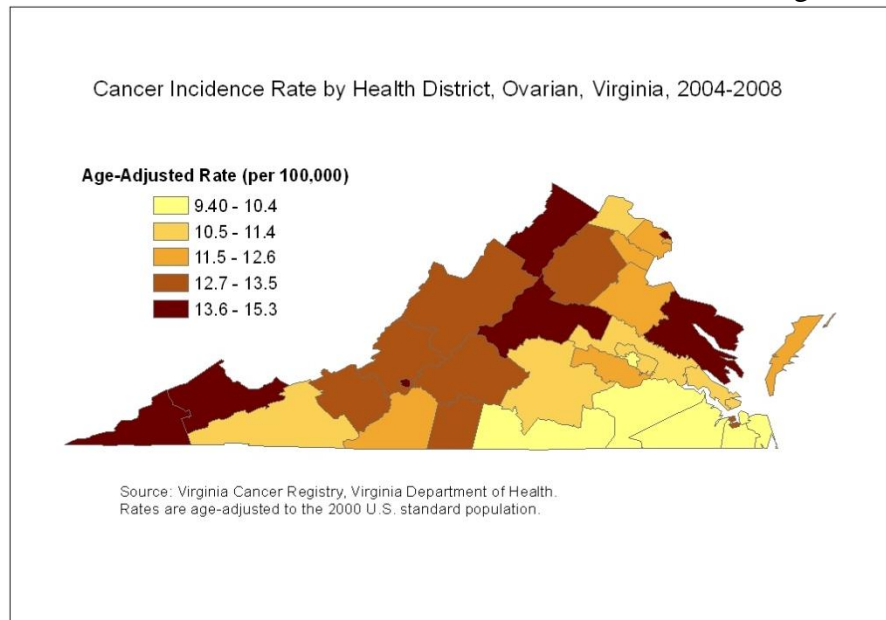 Cancer Incidence Rate by Health District, Ovarian, Virginia, 2004-2008
Age-Adjusted Rate (per 100,000)
9.40 - 10.4
10.5 - 11.4
11.5 - 12.6
12.7 - 13.5
13.6 - 15.3
Source: Virginia Cancer Registry, Virginia Department of Health.
Rates are age-adjusted to the 2000 U.S. standard population.